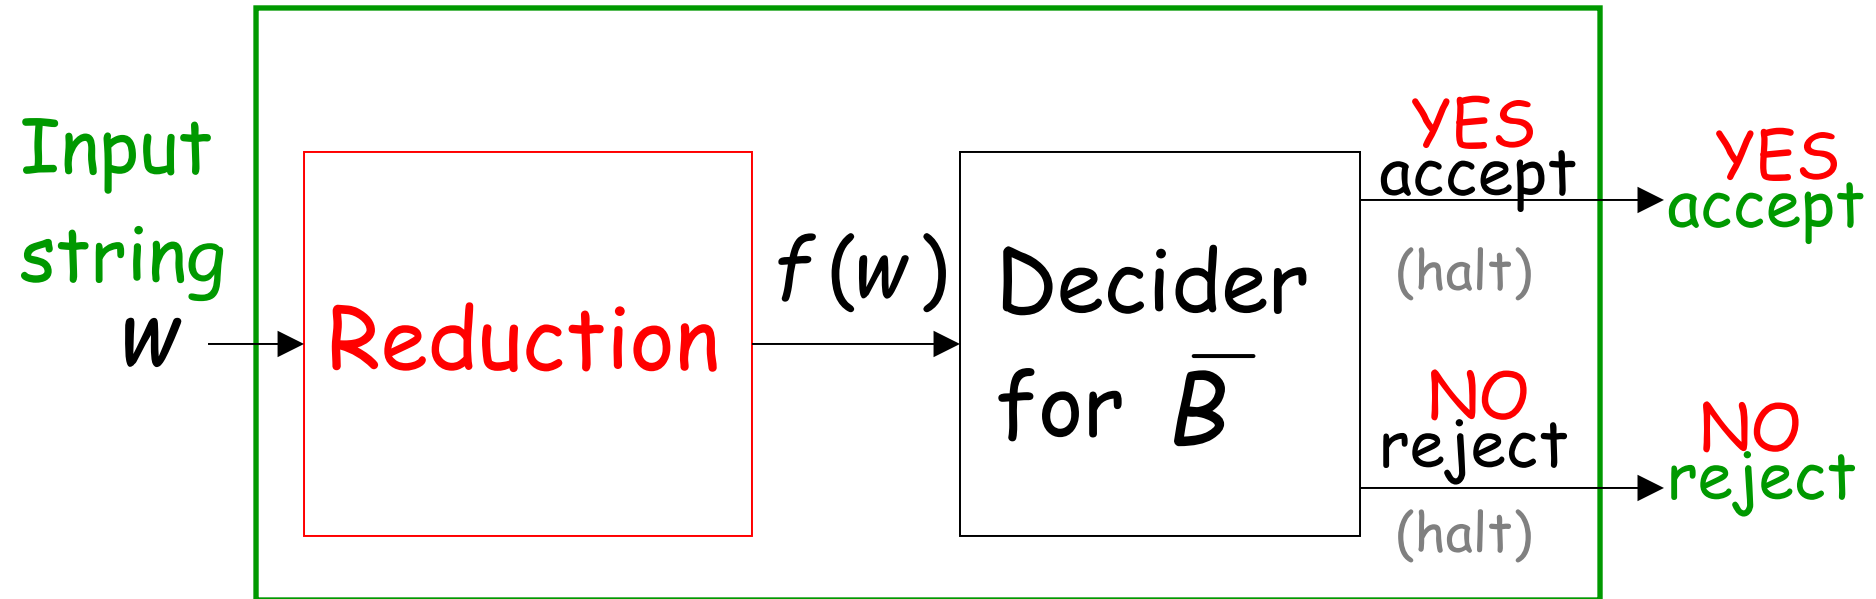 Input
string
w
Reduction
f(w)
Decider
for B̅
YES
accept
(halt)
NO
reject
(halt)
YES
accept
NO
reject